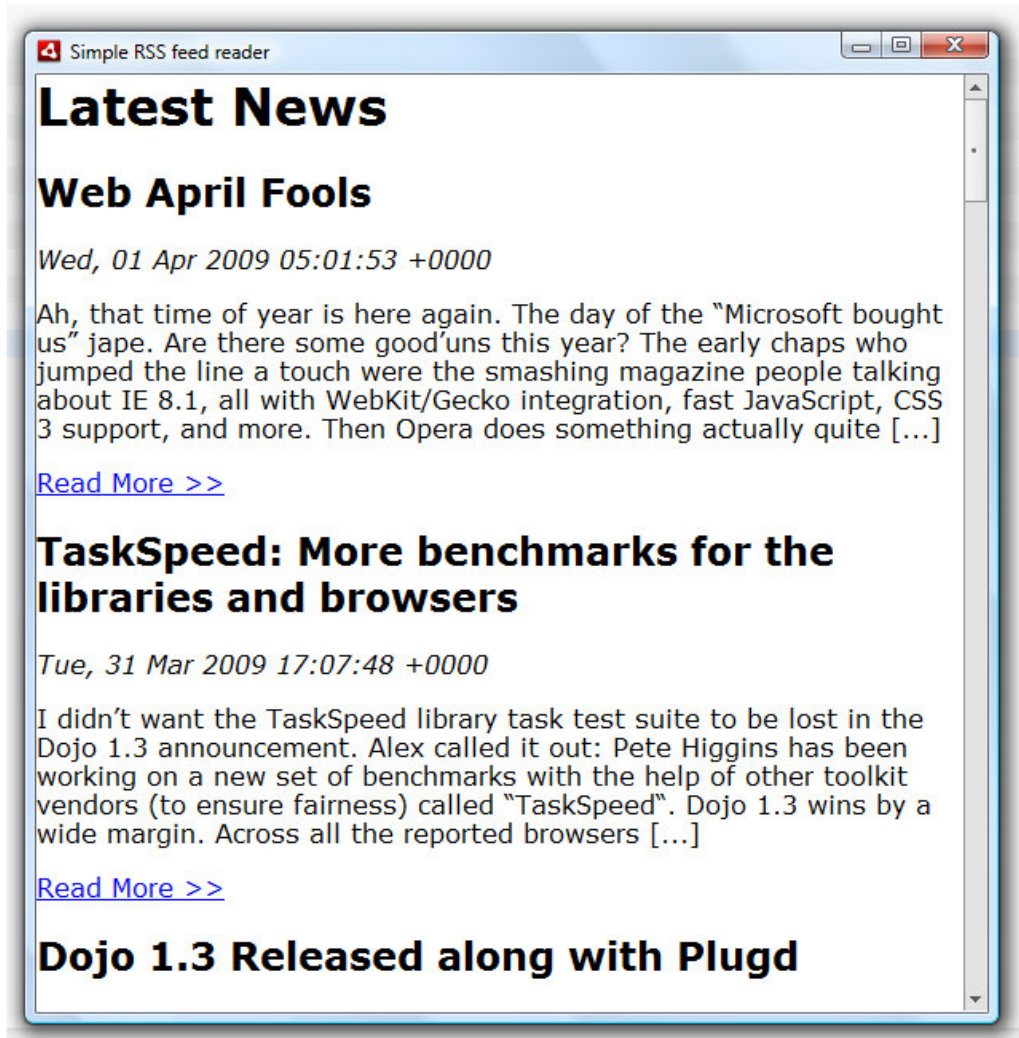 Simple RSS feed reader
Latest News
Web April Fools
Wed, 01 Apr 2009 05:01:53 +0000
Ah, that time of year is here again. The day of the “Microsoft bought
us” jape. Are there some good’uns this year? The early chaps who
jumped the line a touch were the smashing magazine people talking
about IE 8.1, all with WebKit/Gecko integration, fast JavaScript, CSS
3 support, and more. Then Opera does something actually quite [...]
Read More >>
TaskSpeed: More benchmarks for the
libraries and browsers
Tue, 31 Mar 2009 17:07:48 +0000
I didn’t want the TaskSpeed library task test suite to be lost in the
Dojo 1.3 announcement. Alex called it out: Pete Higgins has been
working on a new set of benchmarks with the help of other toolkit
vendors (to ensure fairness) called “TaskSpeed“. Dojo 1.3 wins by a
wide margin. Across all the reported browsers [...]
Read More >>
Dojo 1.3 Released along with Plugd